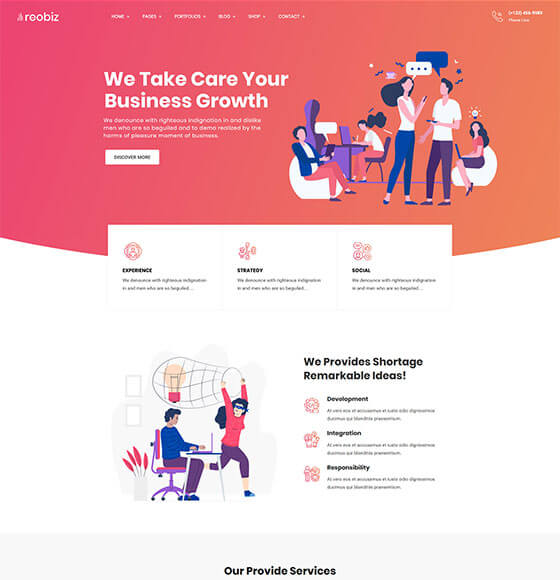 reobiz
HOME PAGES PORTFOLIOS BLOG SHOP CONTACT
(+123) 456-9989
Phone Line
We Take Care Your
Business Growth
We denounce with righteous indignation in and dislike
men who are so beguiled and to demo realized by the
harms of pleasure moment of business.
DISCOVER MORE
EXPERIENCE
We denounce with righteous indignation
in and men who are so beguiled....
STRATEGY
We denounce with righteous indignation
in and men who are so beguiled....
SOCIAL
We denounce with righteous indignation
in and men who are so beguiled....
We Provides Shortage
Remarkable Ideas!
Development
At vero eos et accusamus et iusto odio dignissimos
ducimus qui blanditiis praesentium.
Integration
At vero eos et accusamus et iusto odio dignissimos
ducimus qui blanditiis praesentium.
Responsibility
At vero eos et accusamus et iusto odio dignissimos
ducimus qui blanditiis praesentium.
Our Provide Services